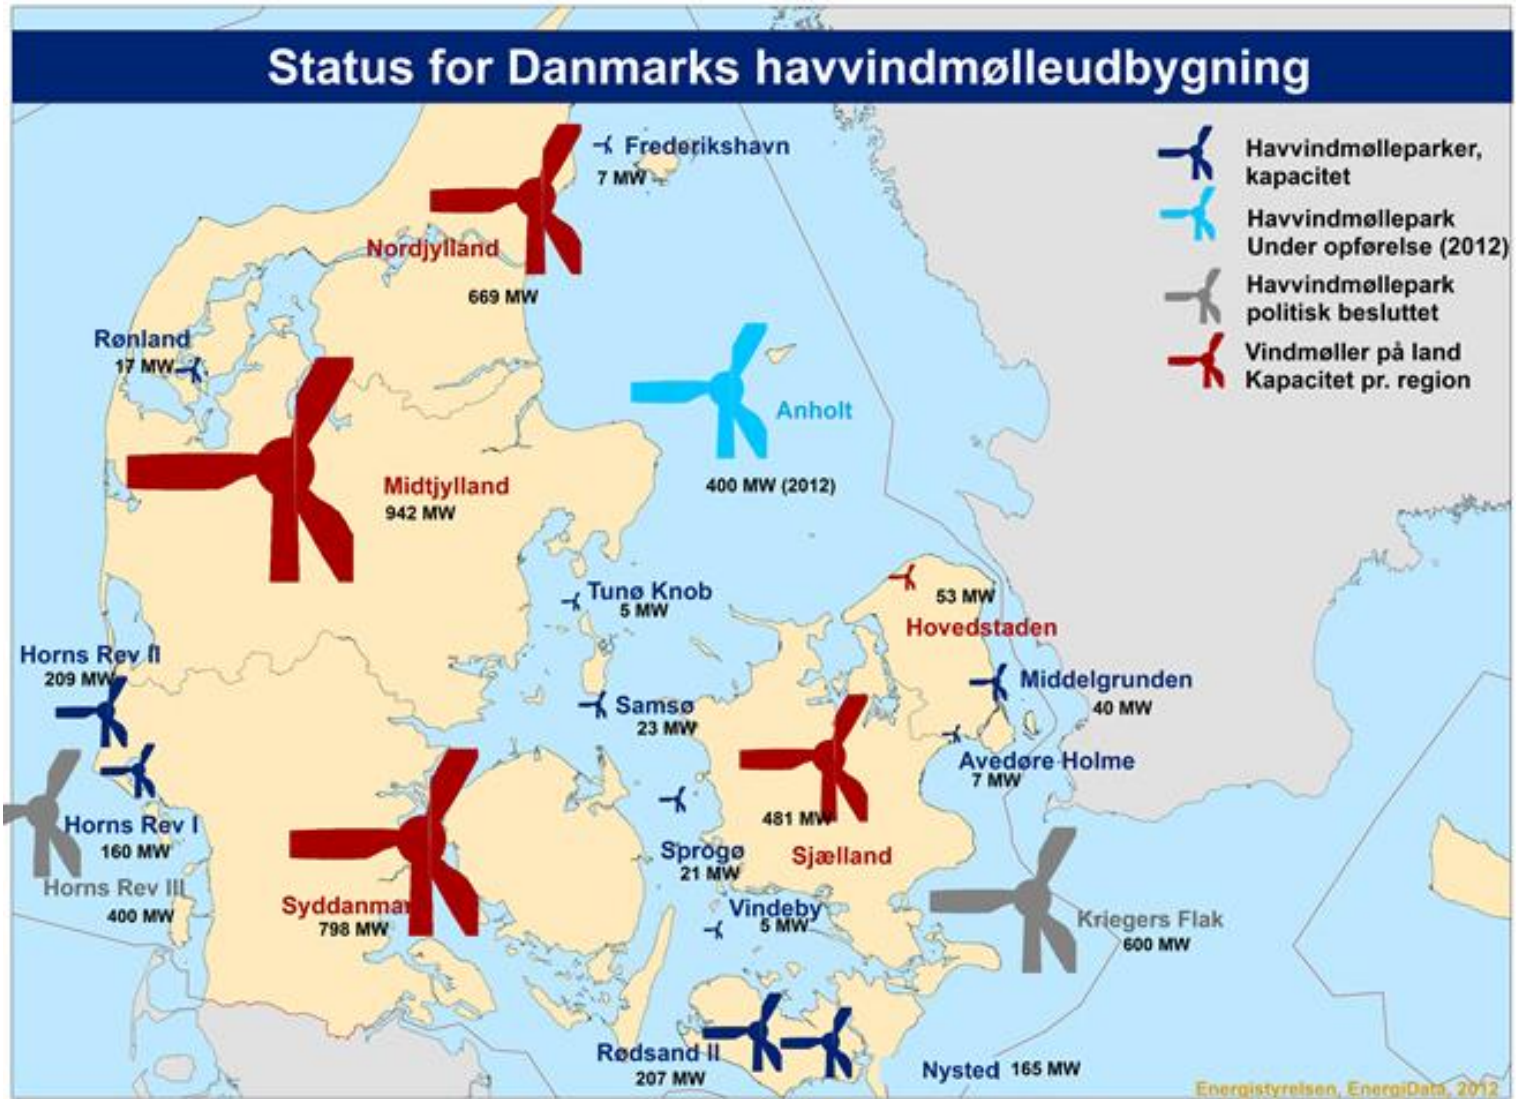 Status for Danmarks havvindmølleudbygning
Havvindmølleparker,
kapacitet
Havvindmøllepark
Under opførelse (2012)
Havvindmøllepark
politisk besluttet
Vindmøller på land
Kapacitet pr. region
Frederikshavn
7 MW
Nordjylland
669 MW
Rønland
17 MW
Anholt
400 MW (2012)
Midtjylland
942 MW
Tunø Knob
5 MW
53 MW
Hovedstaden
Horns Rev II
209 MW
Middelgrunden
40 MW
Samsø
23 MW
Avedøre Holme
7 MW
Horns Rev I
160 MW
481 MW
Sjælland
Sprogø
21 MW
Horns Rev III
400 MW
Syddanmar
798 MW
Vindeby
5 MW
Kriegers Flak
600 MW
Rødsand II
207 MW
Nysted 165 MW
Energistyrelsen, EnergiData, 2012